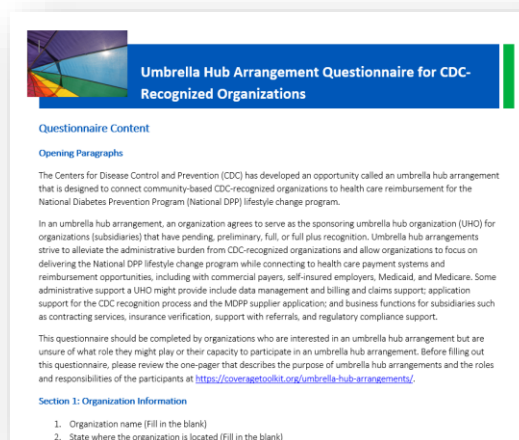 Umbrella Hub Arrangement Questionnaire for CDC-
Recognized Organizations
Questionnaire Content
Opening Paragraphs
The Centers for Disease Control and Prevention (CDC) has developed an opportunity called an umbrella hub arrangement
that is designed to connect community-based CDC-recognized organizations to health care reimbursement for the
National Diabetes Prevention Program (National DPP) lifestyle change program.
In an umbrella hub arrangement, an organization agrees to serve as the sponsoring umbrella hub organization (UHO) for
organizations (subsidiaries) that have pending, preliminary, full, or full plus recognition. Umbrella hub arrangements
strive to alleviate the administrative burden from CDC-recognized organizations and allow organizations to focus on
delivering the National DPP lifestyle change program while connecting to health care payment systems and
reimbursement opportunities, including with commercial payers, self-insured employers, Medicaid, and Medicare. Some
administrative support a UHO might provide include data management and billing and claims support; application
support for the CDC recognition process and the MDPP supplier application; and business functions for subsidiaries such
as contracting services, insurance verification, support with referrals, and regulatory compliance support.
This questionnaire should be completed by organizations who are interested in an umbrella hub arrangement but are
unsure of what role they might play or their capacity to participate in an umbrella hub arrangement. Before filling out
this questionnaire, please review the one-pager that describes the purpose of umbrella hub arrangements and the roles
and responsibilities of the participants at https://coveragetoolkit.org/umbrella-hub-arrangements/.
Section 1: Organization Information
1. Organization name (Fill in the blank)
2. State where the organization is located (Fill in the blank)